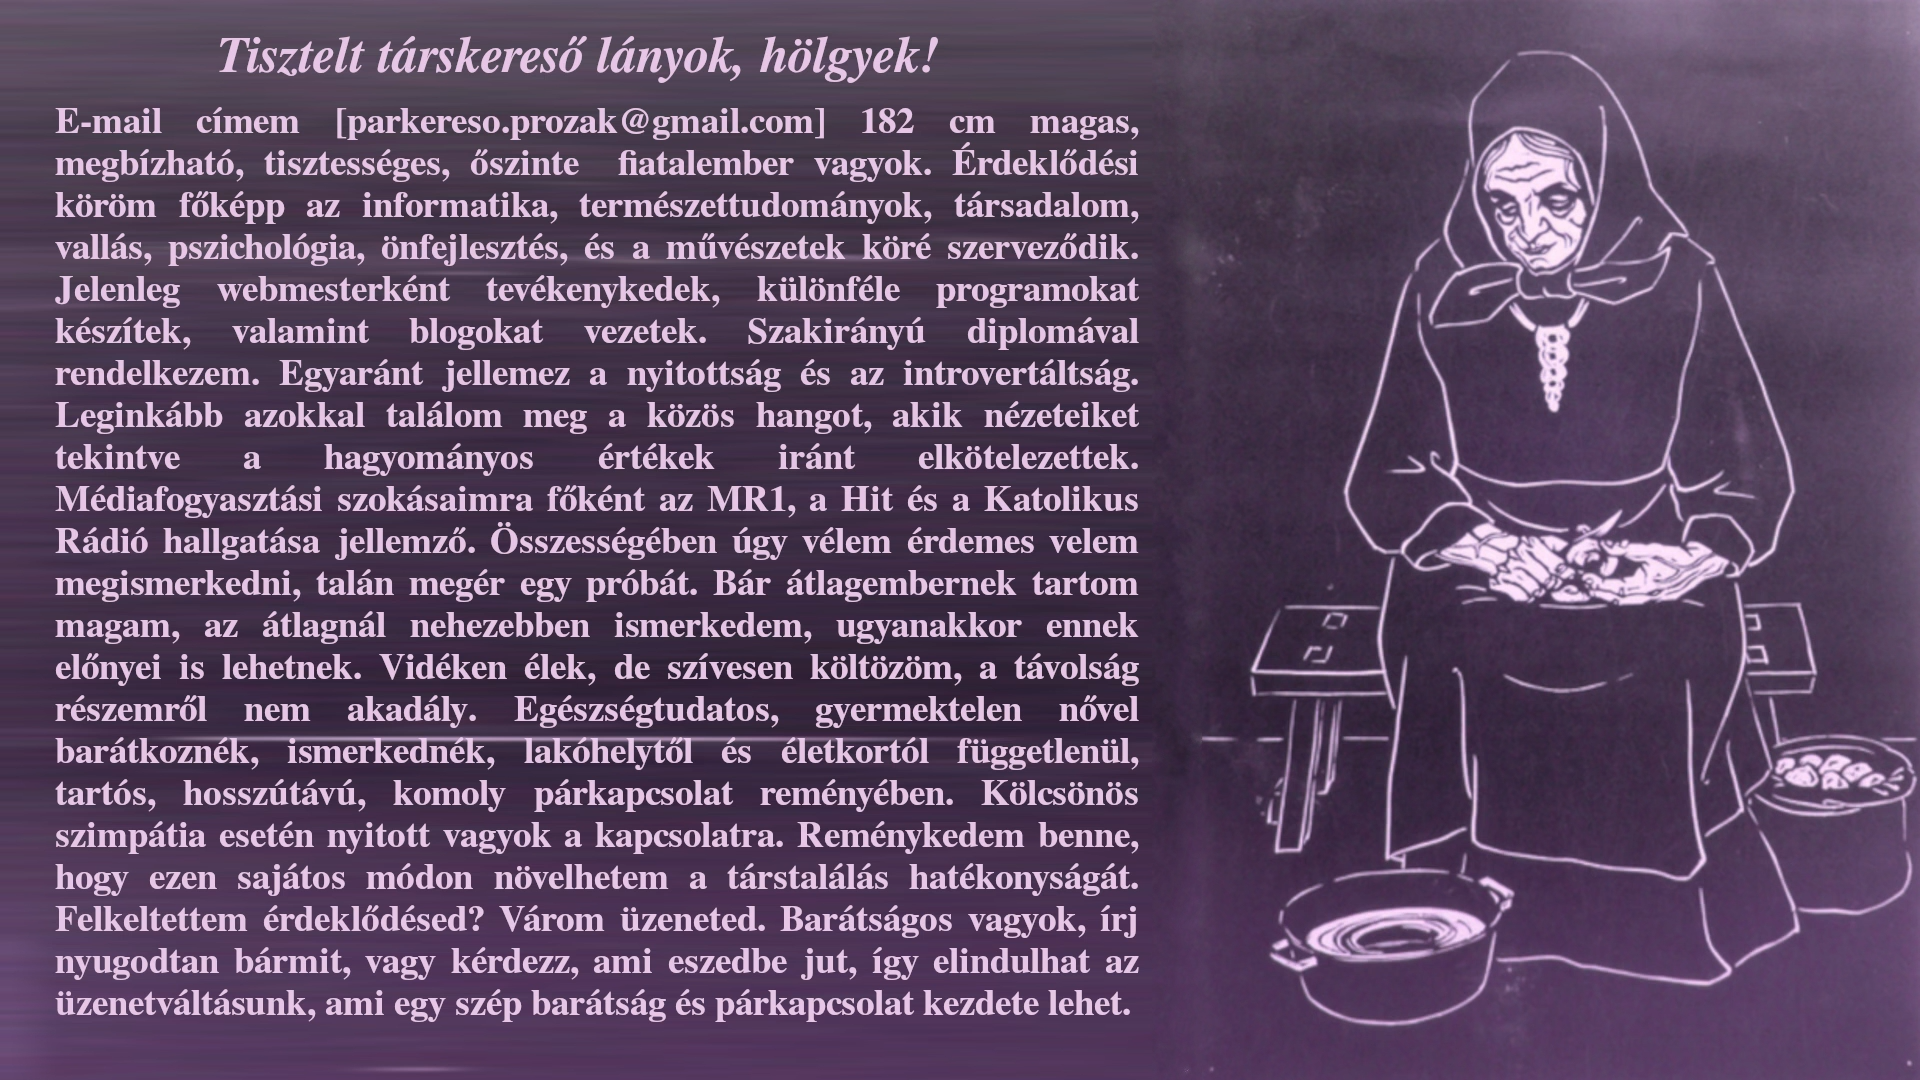 Tisztelt társkereső lányok, hölgyek!
E-mail címem [parkereso.prozak@gmail.com] 182 cm magas,
megbízható, tisztességes, őszinte fiatalember vagyok. Érdeklődési
köröm főképp az informatika, természettudományok, társadalom,
vallás, pszichológia, önfejlesztés, és a művészetek köré szerveződik.
Jelenleg webmesterként tevékenykedek, különféle programokat
készítek, valamint blogokat vezetek. Szakirányú diplomával
rendelkezem. Egyaránt jellemez a nyitottság és az introvertáltság.
Leginkább azokkal találom meg a közös hangot, akik nézeteiket
tekintve a hagyományos értékek iránt elkötelezettek.
Médiafogyasztási szokásaimra főként az MR1, a Hit és a Katolikus
Rádió hallgatása jellemző. Összességében úgy vélem érdemes velem
megismerkedni, talán megér egy próbát. Bár átlagembernek tartom
magam, az átlagnál nehezebben ismerkedem, ugyanakkor ennek
előnyei is lehetnek. Vidéken élek, de szívesen költözöm, a távolság
részemről nem akadály. Egészségtudatos, gyermektelen nővel
barátkoznék, ismerkednék, lakóhelytől és életkortól függetlenül,
tartós, hosszútávú, komoly párkapcsolat reményében. Kölcsönös
szimpátia esetén nyitott vagyok a kapcsolatra. Reménykedem benne,
hogy ezen sajátos módon növelhetem a társtalálás hatékonyságát.
Felkeltettem érdeklődésed? Várom üzeneted. Barátságos vagyok, írj
nyugodtan bármit, vagy kérdezz, ami eszedbe jut, így elindulhat az
üzenetváltásunk, ami egy szép barátság és párkapcsolat kezdete lehet.